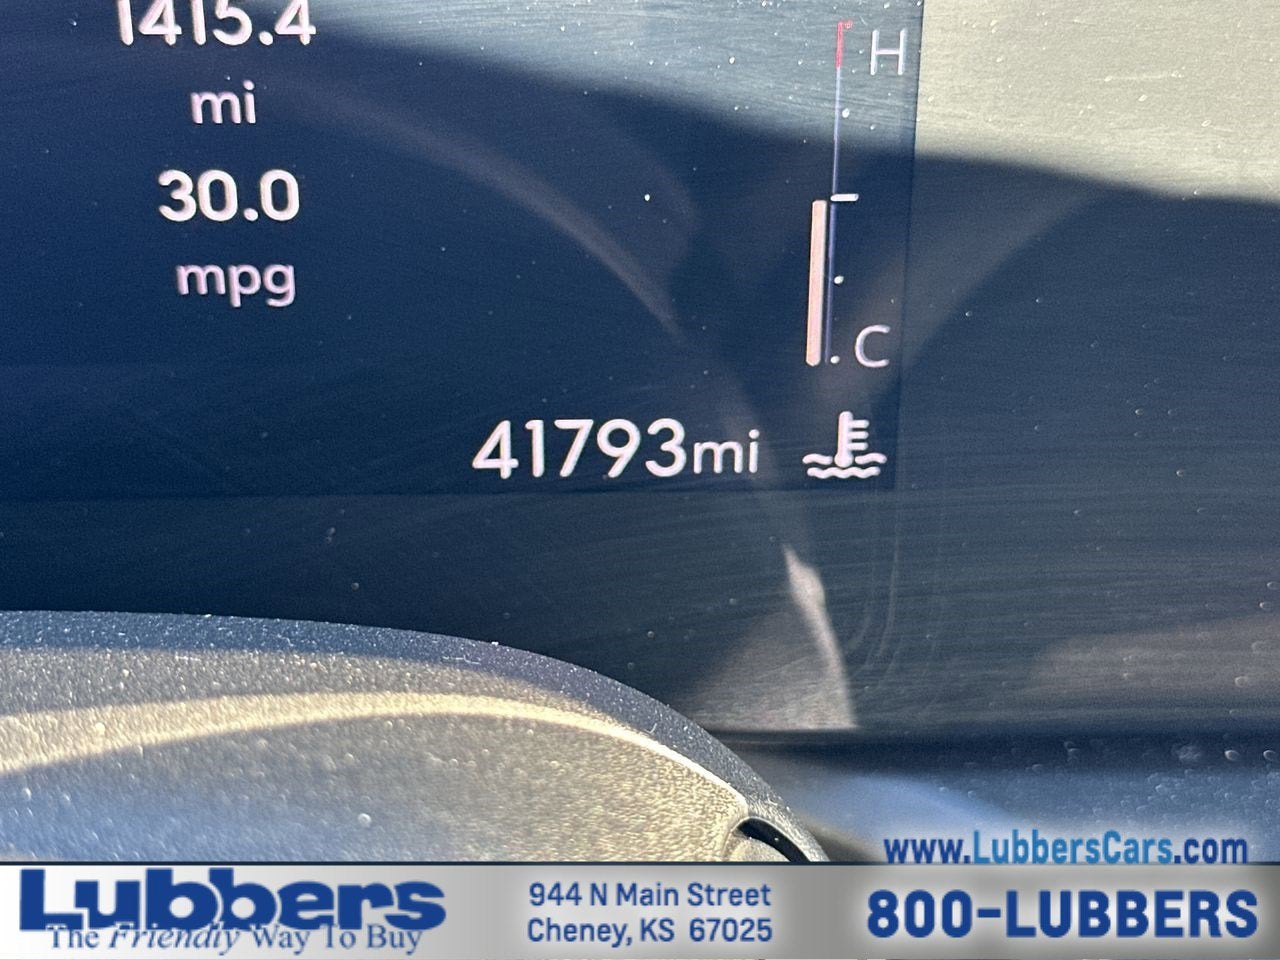 1415.4
mi
30.0
mpg
H
C
41793mi
www.LubbersCars.com
Lubbers
The Friendly Way To Buy
944 N Main Street
Cheney, KS 67025
800-LUBBERS